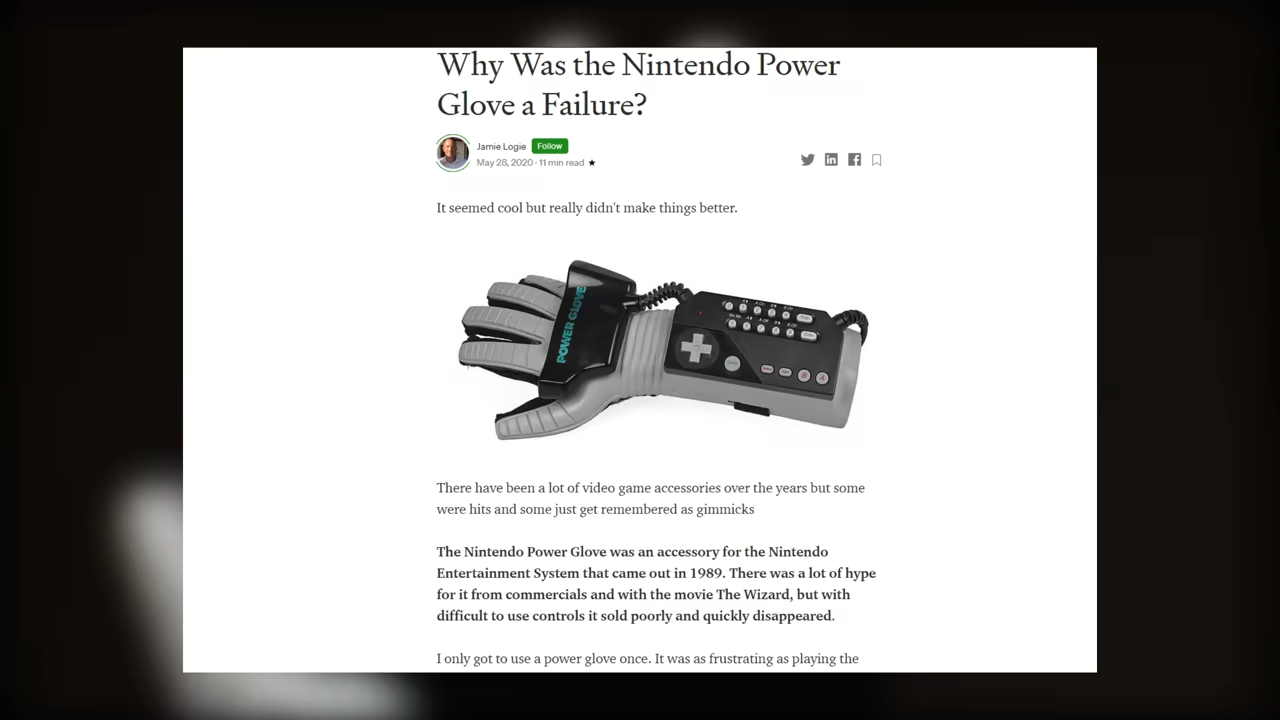 Why Was the Nintendo Power
Glove a Failure?
Jamie Logie Follow
May 28, 2020 · 11 min read ★
It seemed cool but really didn't make things better.
POWER GLOVE
There have been a lot of video game accessories over the years but some
were hits and some just get remembered as gimmicks
The Nintendo Power Glove was an accessory for the Nintendo
Entertainment System that came out in 1989. There was a lot of hype
for it from commercials and with the movie The Wizard, but with
difficult to use controls it sold poorly and quickly disappeared.
I only got to use a power glove once. It was as frustrating as playing the